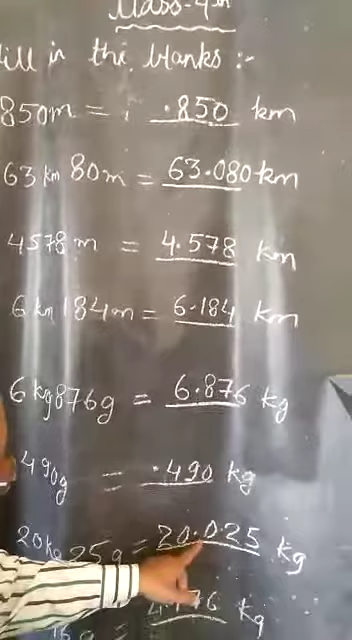 Class-4th
Fill in the blanks :-
850m = .850 km
63 km 80m = 63.080 km
4578m = 4.578 km
6 km 184m = 6.184 km
6 kg 876g = 6.876 kg
490g = .490 kg
20 kg 25g = 20.025 kg
= kg